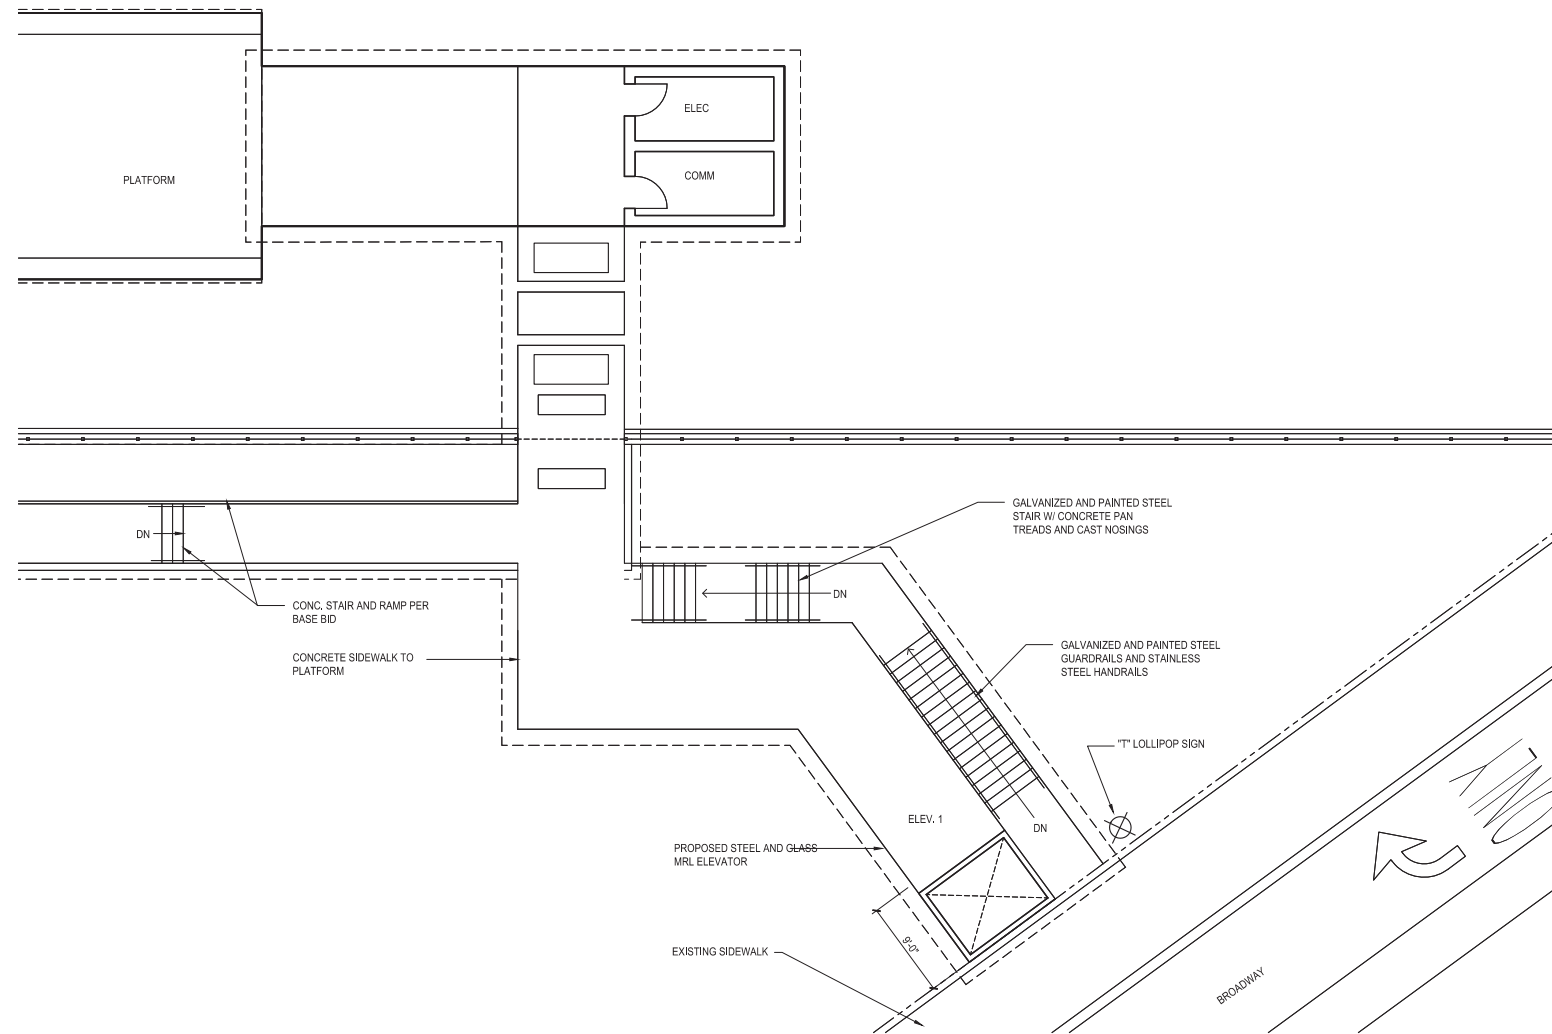 ELEC
COMM
PLATFORM
GALVANIZED AND PAINTED STEEL
STAIR W/ CONCRETE PAN
TREADS AND CAST NOSINGS
DN
DN
CONC. STAIR AND RAMP PER
BASE BID
CONCRETE SIDEWALK TO
PLATFORM
GALVANIZED AND PAINTED STEEL
GUARDRAILS AND STAINLESS
STEEL HANDRAILS
"T" LOLLIPOP SIGN
ELEV. 1
DN
PROPOSED STEEL AND GLASS
MRL ELEVATOR
9'-0"
EXISTING SIDEWALK
BROADWAY